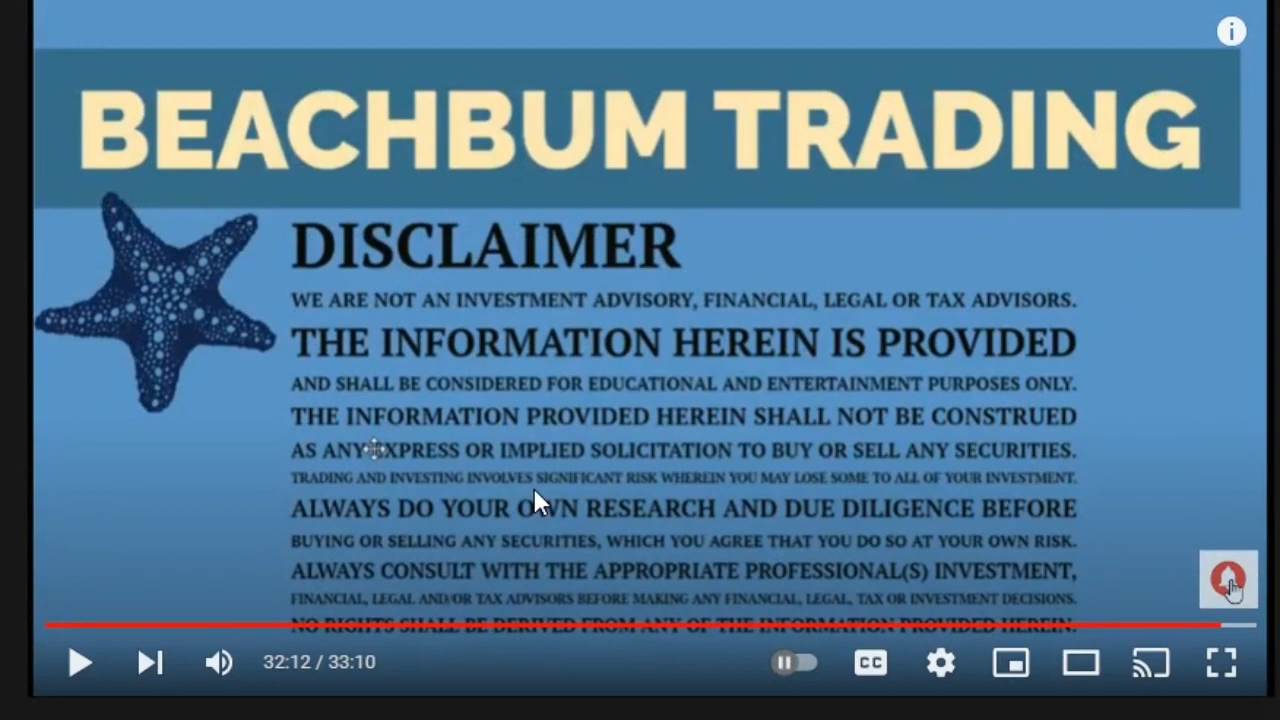 BEACHBUM TRADING
DISCLAIMER
WE ARE NOT AN INVESTMENT ADVISORY, FINANCIAL, LEGAL OR TAX ADVISORS.
THE INFORMATION HEREIN IS PROVIDED
AND SHALL BE CONSIDERED FOR EDUCATIONAL AND ENTERTAINMENT PURPOSES ONLY.
THE INFORMATION PROVIDED HEREIN SHALL NOT BE CONSTRUED
AS ANY EXPRESS OR IMPLIED SOLICITATION TO BUY OR SELL ANY SECURITIES.
TRADING AND INVESTING INVOLVES SIGNIFICANT RISK WHEREIN YOU MAY LOSE SOME TO ALL OF YOUR INVESTMENT.
ALWAYS DO YOUR OWN RESEARCH AND DUE DILIGENCE BEFORE
BUYING OR SELLING ANY SECURITIES, WHICH YOU AGREE THAT YOU DO SO AT YOUR OWN RISK.
ALWAYS CONSULT WITH THE APPROPRIATE PROFESSIONAL(S) INVESTMENT,
FINANCIAL, LEGAL AND/OR TAX ADVISORS BEFORE MAKING ANY FINANCIAL, LEGAL, TAX OR INVESTMENT DECISIONS.
NO RIGHTS SHALL BE DERIVED FROM ANY OF THE INFORMATION PROVIDED HEREIN.
32:12 / 33:10
CC